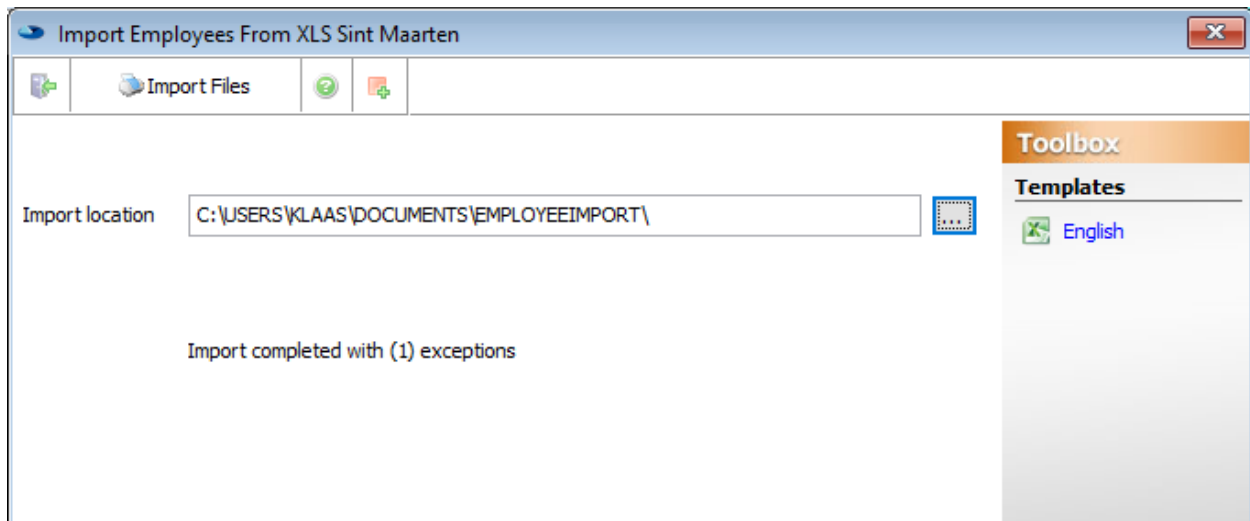 Import Employees From XLS Sint Maarten
Import Files
Toolbox
Templates
English
Import location
C:\USERS\KLAAS\DOCUMENTS\EMPLOYEEIMPORT\
...
Import completed with (1) exceptions